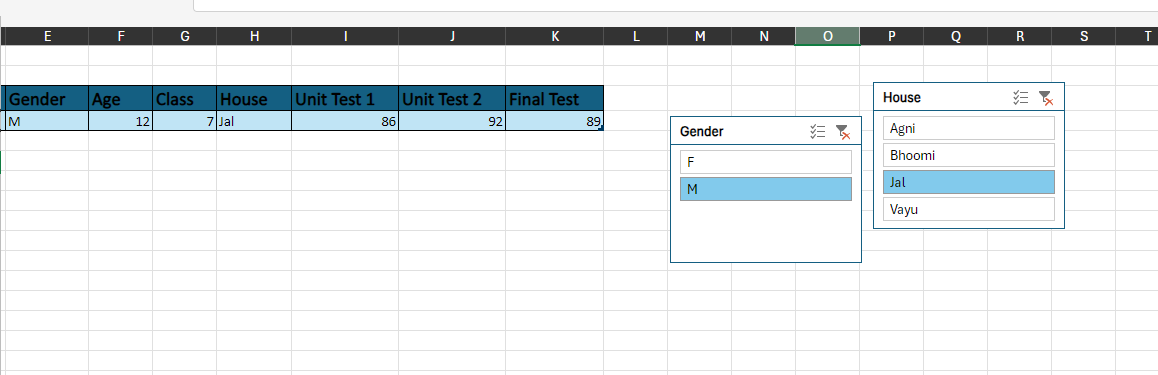 E F G H I J K L M N O P Q R S T
Gender Age Class House Unit Test 1 Unit Test 2 Final Test
M 12 7 Jal 86 92 89
Gender
F
M
House
Agni
Bhoomi
Jal
Vayu